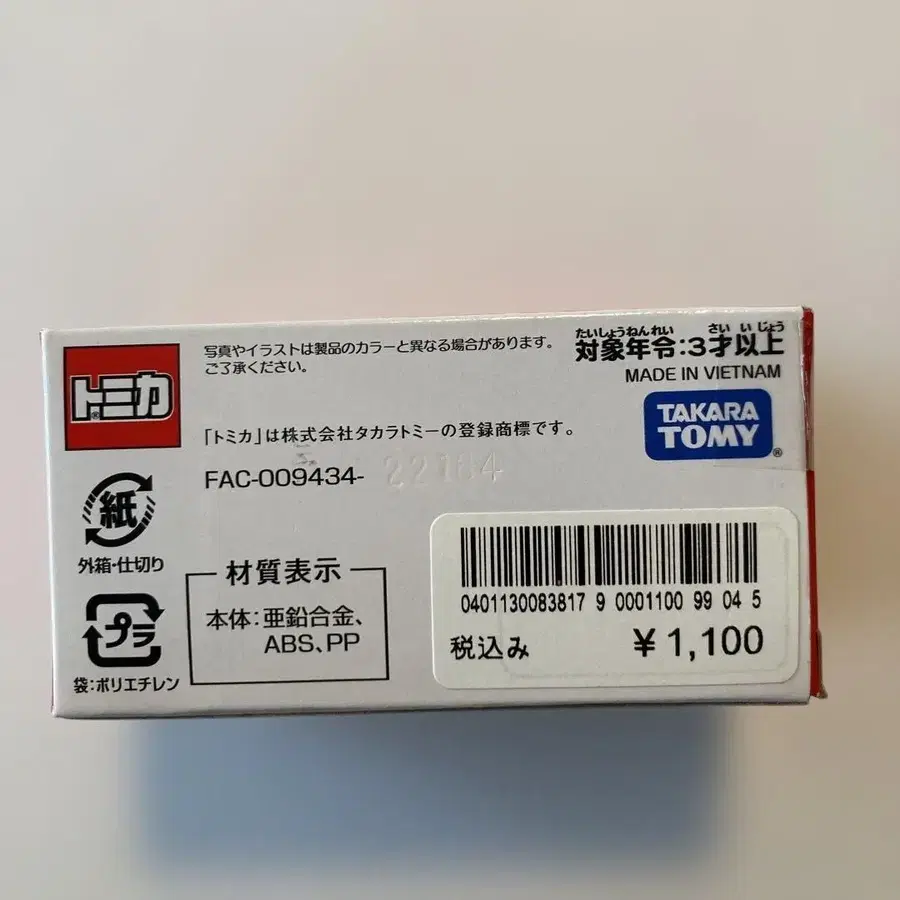 トミカ®
写真やイラストは製品のカラーと異なる場合があります。
ご了承ください。
たいしょうねんれい さい いじょう
対象年令:3才以上
MADE IN VIETNAM
TAKARA
TOMY®
「トミカ」は株式会社タカラトミーの登録商標です。
FAC-009434-
紙
外箱・仕切り
プラ
袋:ポリエチレン
材質表示
本体:亜鉛合金、
ABS、PP
0401130083817 9 0001100 99 04 5
税込み ¥1,100